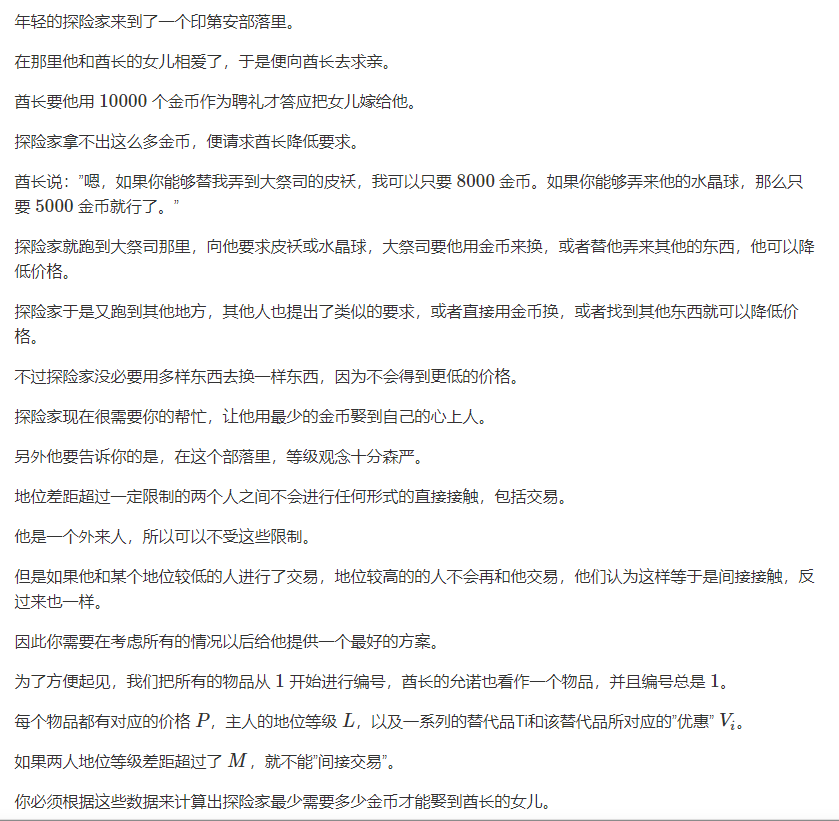 年轻的探险家来到了一个印第安部落里。
在那里他和酋长的女儿相爱了，于是便向酋长去求亲。
酋长要他用 10000 个金币作为聘礼才答应把女儿嫁给他。
探险家拿不出这么多金币，便请求酋长降低要求。
酋长说："嗯，如果你能够替我弄到大祭司的皮袄，我可以只要 8000 金币。如果你能够弄来他的水晶球，那么只
要 5000 金币就行了。"
探险家就跑到大祭司那里，向他要求皮袄或水晶球，大祭司要他用金币来换，或者替他弄来其他的东西，他可以降
低价格。
探险家于是又跑到其他地方，其他人也提出了类似的要求，或者直接用金币换，或者找到其他东西就可以降低价
格。
不过探险家没必要用多样东西去换一样东西，因为不会得到更低的价格。
探险家现在很需要你的帮忙，让他用最少的金币娶到自己的心上人。
另外他要告诉你的是，在这个部落里，等级观念十分森严。
地位差距超过一定限制的两个人之间不会进行任何形式的直接接触，包括交易。
他是一个外来人，所以可以不受这些限制。
但是如果他和某个地位较低的人进行了交易，地位较高的的人不会再和他交易，他们认为这样等于是间接接触，反
过来也一样。
因此你需要在考虑所有的情况以后给他提供一个最好的方案。
为了方便起见，我们把所有的物品从 1 开始进行编号，酋长的允诺也看作一个物品，并且编号总是 1。
每个物品都有对应的价格 P，主人的地位等级 L，以及一系列的替代品Ti和该替代品所对应的"优惠" Vi。
如果两人地位等级差距超过了 M，就不能"间接交易"。
你必须根据这些数据来计算出探险家最少需要多少金币才能娶到酋长的女儿。